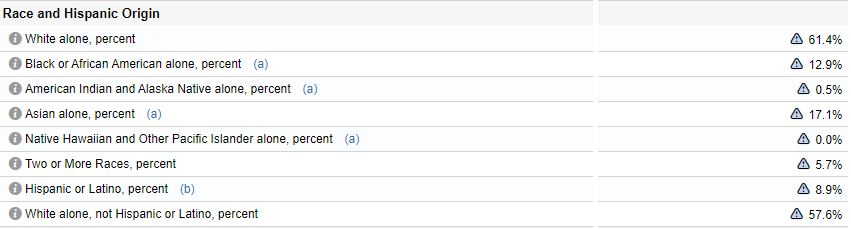 Race and Hispanic Origin
White alone, percent 61.4%
Black or African American alone, percent (a) 12.9%
American Indian and Alaska Native alone, percent (a) 0.5%
Asian alone, percent (a) 17.1%
Native Hawaiian and Other Pacific Islander alone, percent (a) 0.0%
Two or More Races, percent 5.7%
Hispanic or Latino, percent (b) 8.9%
White alone, not Hispanic or Latino, percent 57.6%